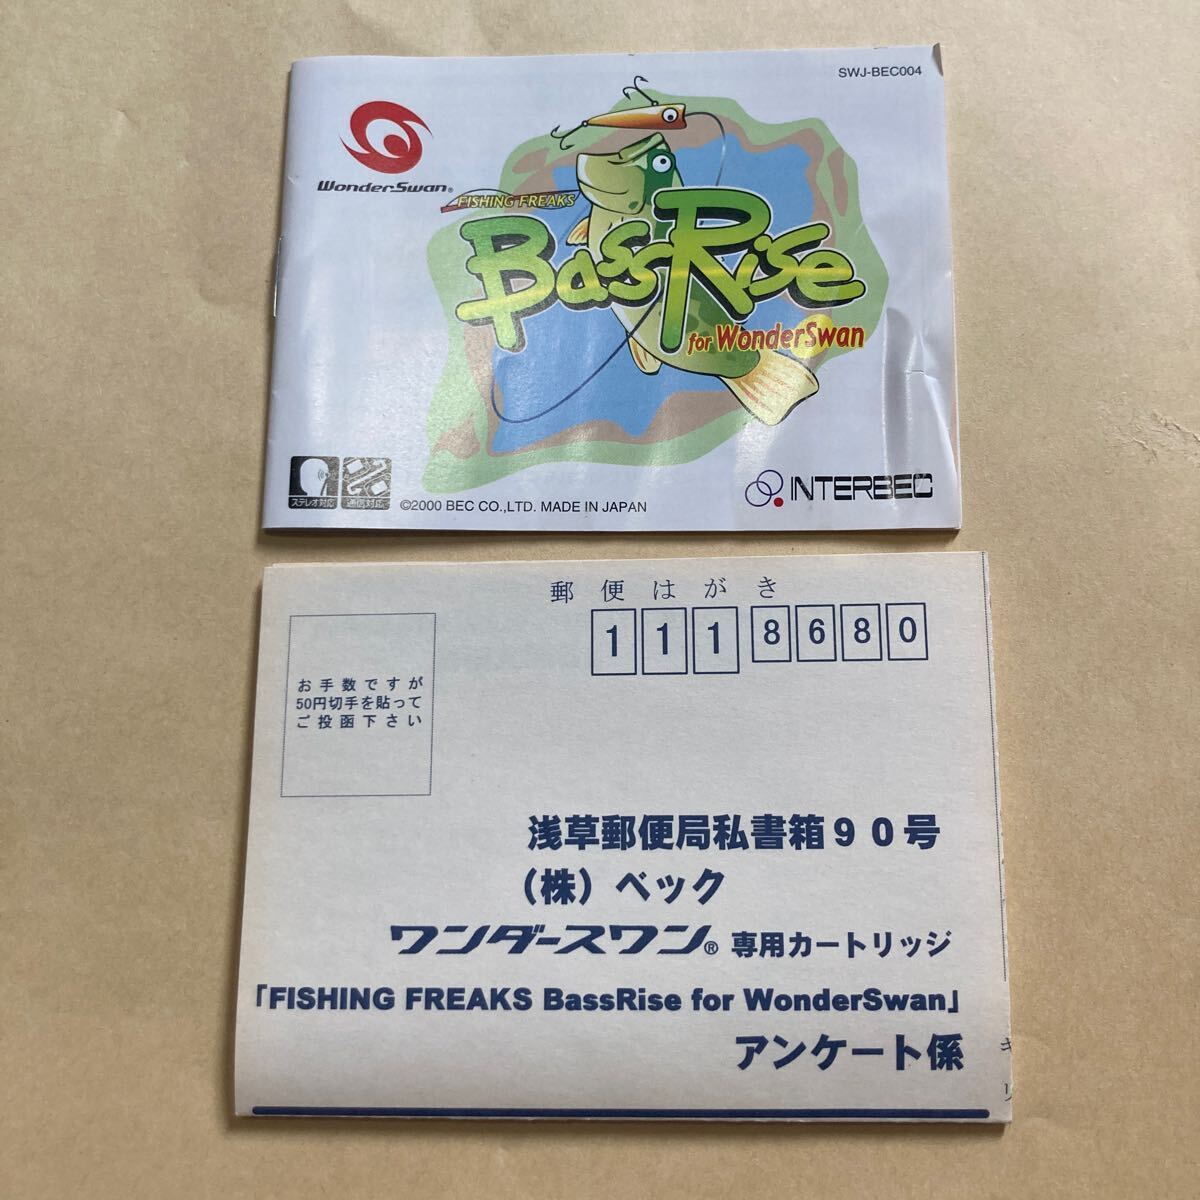 SWJ-BEC004
WonderSwan®
FISHING FREAKS
BassRise
for WonderSwan
ステレオ対応
通信対応
©2000 BEC CO.,LTD. MADE IN JAPAN
INTERBEC
郵便はがき
1118680
お手数ですが
50円切手を貼って
ご投函下さい
浅草郵便局私書箱90号
(株)ベック
ワンダースワン® 専用カートリッジ
「FISHING FREAKS BassRise for WonderSwan」
アンケート係
キ
リ